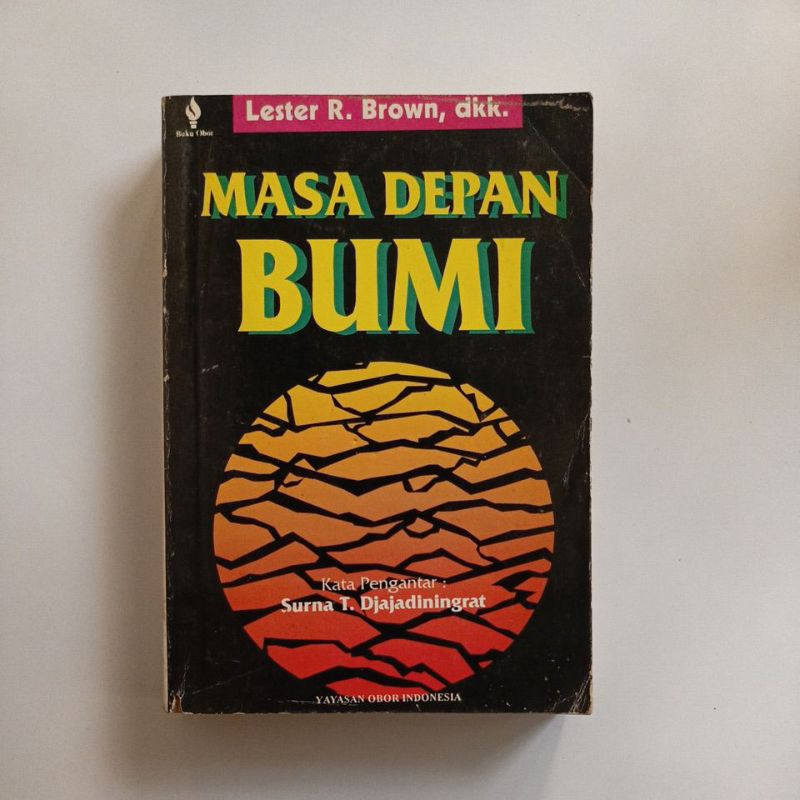 Buku Obor
Lester R. Brown, dkk.
MASA DEPAN
BUMI
Kata Pengantar :
Surna T. Djajadiningrat
YAYASAN OBOR INDONESIA